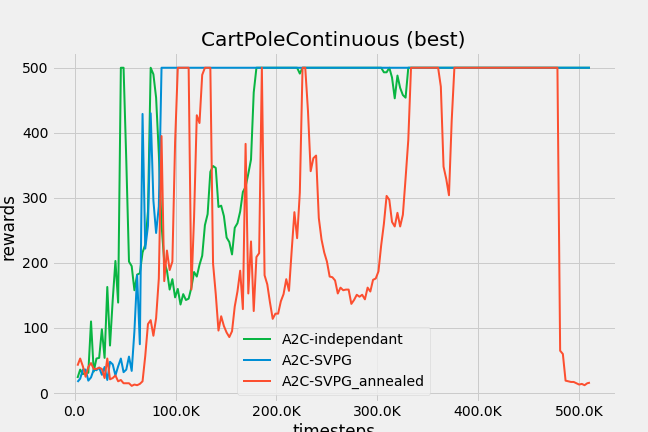 CartPoleContinuous (best)
500
400
300
200
100
0
rewards
A2C-independant
A2C-SVPG
A2C-SVPG_annealed
0.0 100.0K 200.0K 300.0K 400.0K 500.0K
timesteps